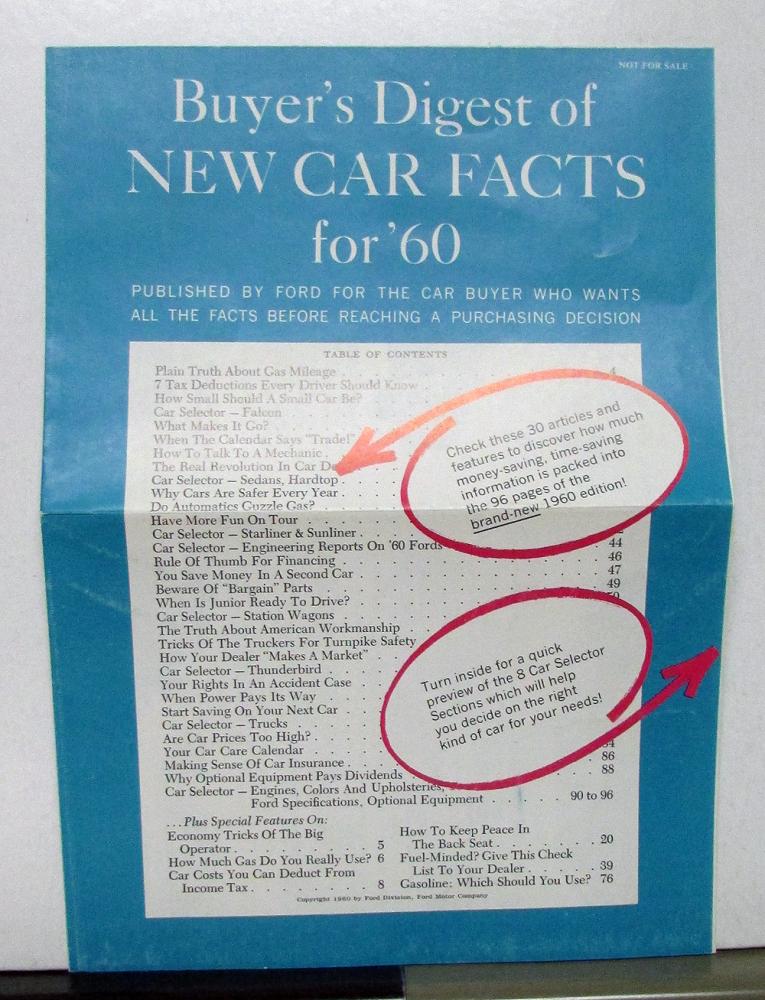 NOT FOR SALE
Buyer's Digest of
NEW CAR FACTS
for '60
PUBLISHED BY FORD FOR THE CAR BUYER WHO WANTS
ALL THE FACTS BEFORE REACHING A PURCHASING DECISION
TABLE OF CONTENTS
Plain Truth About Gas Mileage . . . 4
7 Tax Deductions Every Driver Should Know
How Small Should A Small Car Be?
Car Selector — Falcon
What Makes It Go?
When The Calendar Says "Trade!"
How To Talk To A Mechanic
The Real Revolution In Car
Car Selector — Sedans, Hardtop
Why Cars Are Safer Every Year
Do Automatics Guzzle Gas?
Have More Fun On Tour
Car Selector — Starliner & Sunliner
Car Selector — Engineering Reports On '60 Fords 44
Rule Of Thumb For Financing . . . 46
You Save Money In A Second Car . . . 47
Beware Of "Bargain" Parts . . . 49
When Is Junior Ready To Drive?
Car Selector — Station Wagons
The Truth About American Workmanship
Tricks Of The Truckers For Turnpike Safety
How Your Dealer "Makes A Market"
Car Selector — Thunderbird
Your Rights In An Accident Case
When Power Pays Its Way
Start Saving On Your Next Car
Car Selector — Trucks
Are Car Prices Too High?
Your Car Care Calendar
Making Sense Of Car Insurance . . . 86
Why Optional Equipment Pays Dividends . . . 88
Car Selector — Engines, Colors And Upholsteries,
Ford Specifications, Optional Equipment . . . . . . 90 to 96
Check these 30 articles and
features to discover how much
money-saving, time-saving
information is packed into
the 96 pages of the
brand-new 1960 edition!
Turn inside for a quick
preview of the 8 Car Selector
Sections which will help
you decide on the right
kind of car for your needs!
...Plus Special Features On:
Economy Tricks Of The Big
Operator . . . 5
How Much Gas Do You Really Use? 6
Car Costs You Can Deduct From
Income Tax . . . 8
How To Keep Peace In
The Back Seat . . . 20
Fuel-Minded? Give This Check
List To Your Dealer . . . 39
Gasoline: Which Should You Use? 76
Copyright 1960 by Ford Division, Ford Motor Company